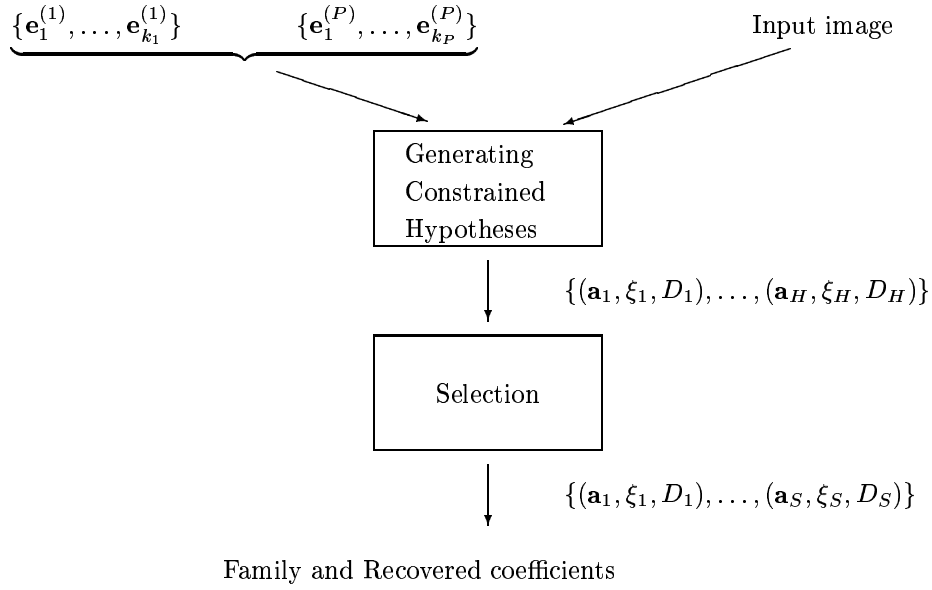 {e_1^{(1)}, ..., e_{k_1}^{(1)}} {e_1^{(P)}, ..., e_{k_P}^{(P)}} Input image
Generating
Constrained
Hypotheses
{(a_1, ξ_1, D_1), ..., (a_H, ξ_H, D_H)}
Selection
{(a_1, ξ_1, D_1), ..., (a_S, ξ_S, D_S)}
Family and Recovered coefficients